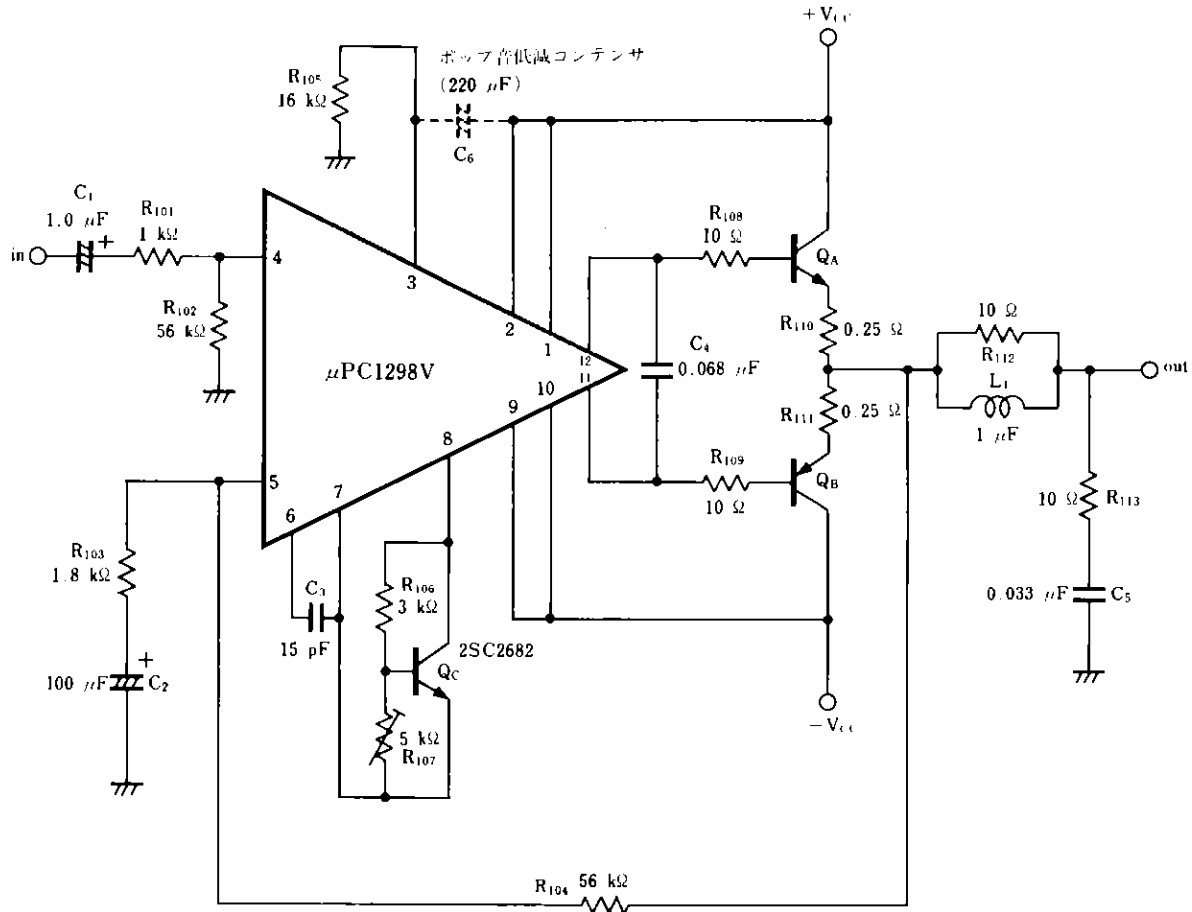 +VCC
ポップ音低減コンテンサ
(220 μF)
C6
R105
16 kΩ
C1
1.0 μF
+
R101
1 kΩ
in
4
3
R102
56 kΩ
2
1
12
11
μPC1298V
10
9
8
7
6
5
R108
10 Ω
QA
R110
0.25 Ω
C4
0.068 μF
R111
0.25 Ω
R109
10 Ω
QB
10 Ω
R112
L1
1 μF
out
10 Ω
R113
0.033 μF
C5
R103
1.8 kΩ
+
100 μF
C2
C3
15 pF
R106
3 kΩ
2SC2682
QC
5 kΩ
R107
−VCC
R104
56 kΩ